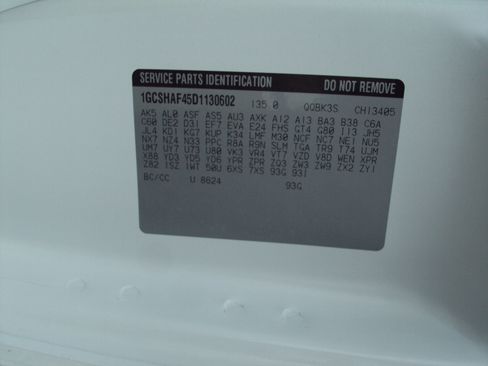 SERVICE PARTS IDENTIFICATION DO NOT REMOVE
1GCSHAF45D1130602 135.0 QQBK3S CH13405
AK5 AL0 ASF AS5 AU3 AXK A12 A13 BA3 B38 C6A
C60 DE2 D31 EF7 EVA E24 FHS GT4 G80 I13 JH5
JL4 KD1 KG7 KUP K34 LMF M30 NCF NC7 NE1 NU5
NX7 NZ4 N33 PPC R8A R9N SLM TGA TR9 T74 UJM
UM7 UY7 U73 U80 VK3 VR4 VT7 VZD V8D WEN XPR
X88 YD3 YD5 YD6 YPR ZPR ZQ3 ZW3 ZW9 ZX2 ZY1
Z82 1SZ 1WT 50U 6XS 7XS 93G 93I
BC/CC U 8624 93G